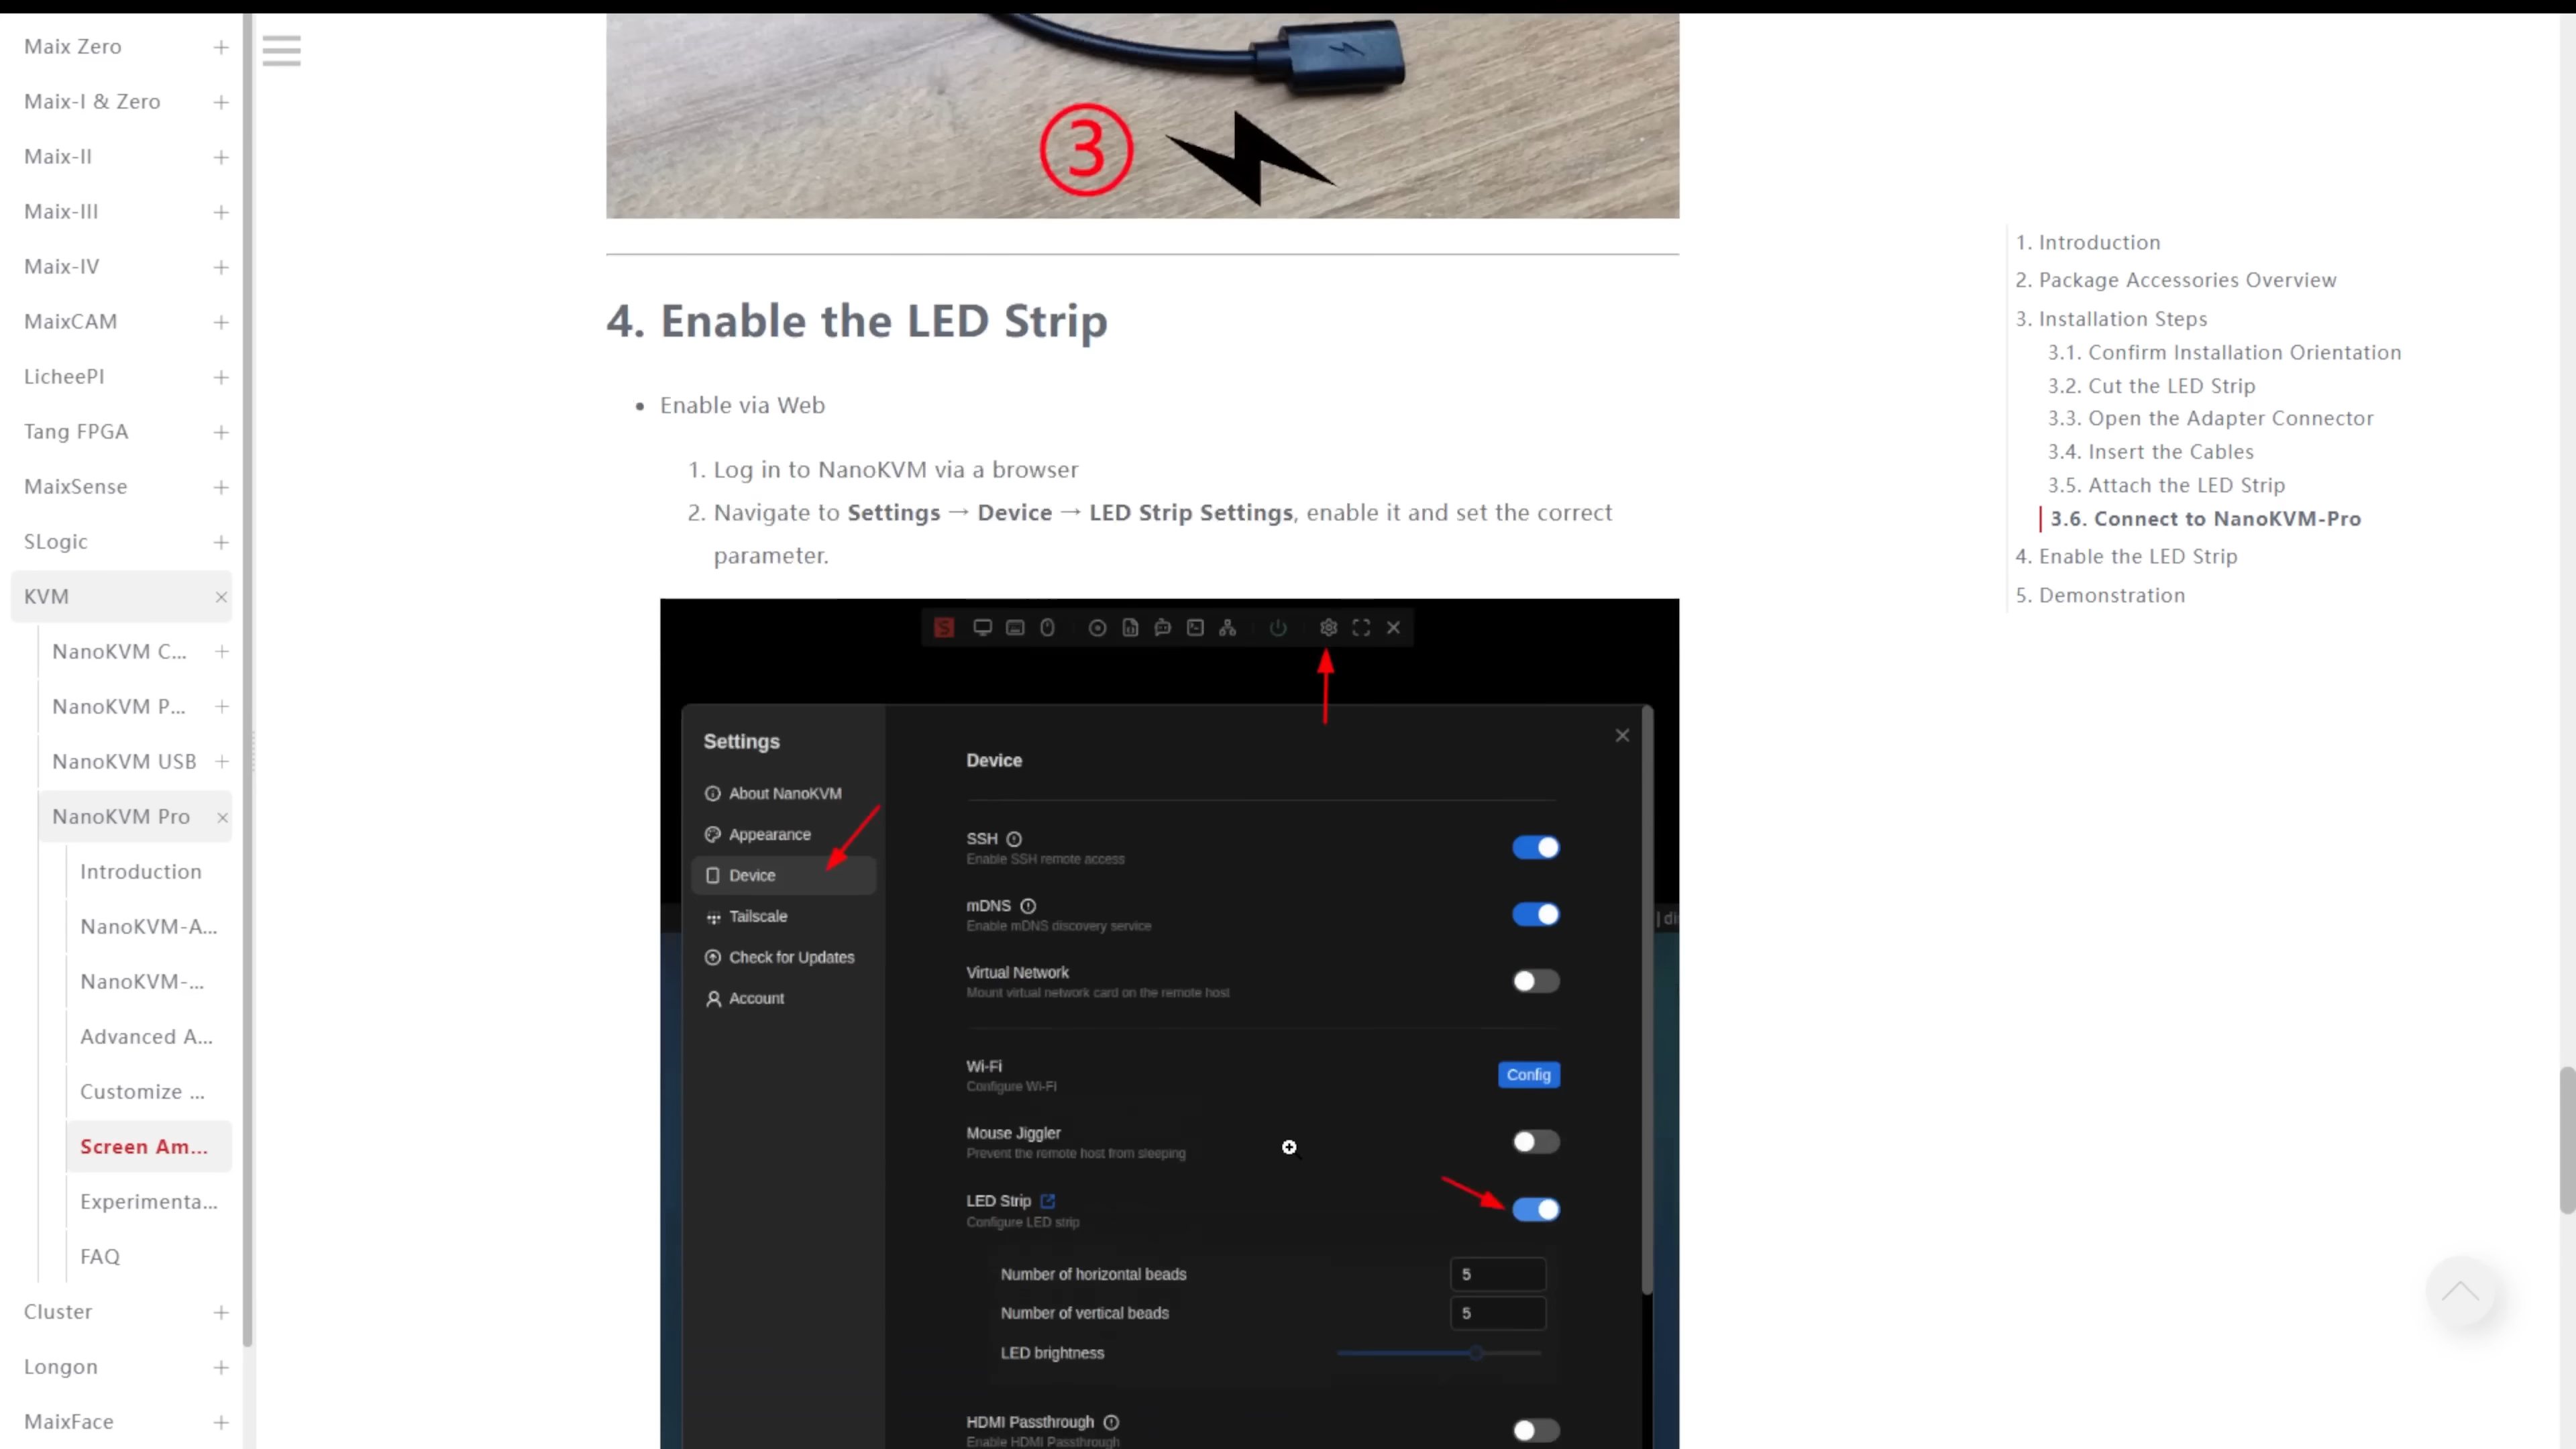 Maix Zero
Maix-I & Zero
Maix-II
Maix-III
Maix-IV
MaixCAM
LicheePI
Tang FPGA
MaixSense
SLogic
KVM
NanoKVM C...
NanoKVM P...
NanoKVM USB
NanoKVM Pro
Introduction
NanoKVM-A...
NanoKVM-...
Advanced A...
Customize ...
Screen Am...
Experimenta...
FAQ
Cluster
Longon
MaixFace
③
4. Enable the LED Strip
• Enable via Web
1. Log in to NanoKVM via a browser
2. Navigate to Settings → Device → LED Strip Settings, enable it and set the correct
parameter.
Settings
About NanoKVM
Appearance
Device
Tailscale
Check for Updates
Account
Device
SSH
Enable SSH remote access
mDNS
Enable mDNS discovery service
Virtual Network
Mount virtual network card on the remote host
Wi-Fi
Configure Wi-Fi
Config
Mouse Jiggler
Prevent the remote host from sleeping
LED Strip
Configure LED strip
Number of horizontal beads 5
Number of vertical beads 5
LED brightness
HDMI Passthrough
Enable HDMI Passthrough
1. Introduction
2. Package Accessories Overview
3. Installation Steps
3.1. Confirm Installation Orientation
3.2. Cut the LED Strip
3.3. Open the Adapter Connector
3.4. Insert the Cables
3.5. Attach the LED Strip
3.6. Connect to NanoKVM-Pro
4. Enable the LED Strip
5. Demonstration